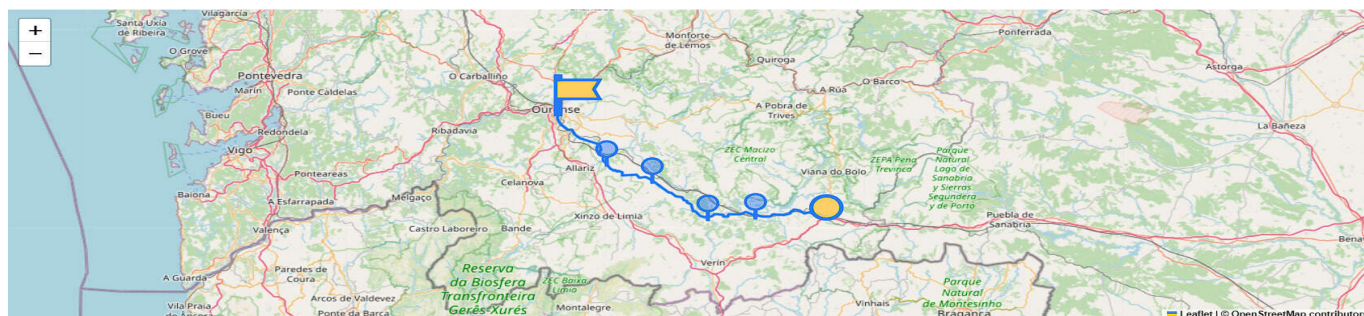 +
−
Vilagarcía
Santa Uxía
de Ribeira
O Grove
Pontevedra
Marín
Ponte Caldelas
Bueu
Redondela
Vigo
Ponteareas
Baiona
A Esfarrapada
Valença
A Guarda
Paredes de
Coura
Arcos de Valdevez
Ponte da Barca
Vila Praia
O Carballiño
Ribadavia
Melgaço
Castro Laboreiro
Celanova
Bande
Ourense
Allariz
Xinzo de Limia
Reserva
da Biosfera
Transfronteira
Gerês-Xurés
ZEC Baixa
Limia
Montalegre
Monforte
de Lemos
Quiroga
A Pobra de
Trives
A Rúa
O Barco
ZEC Macizo
Central
Viana do Bolo
ZEPA Pena
Trevinca
Parque
Natural
Lago de
Sanabria
y Sierras
Segundera
y de Porto
Verín
Vinhais
Parque
Natural
de Montesinho
Bragança
Puebla de
Sanabria
Ponferrada
Astorga
La Bañeza
Leaflet | © OpenStreetMap contributor